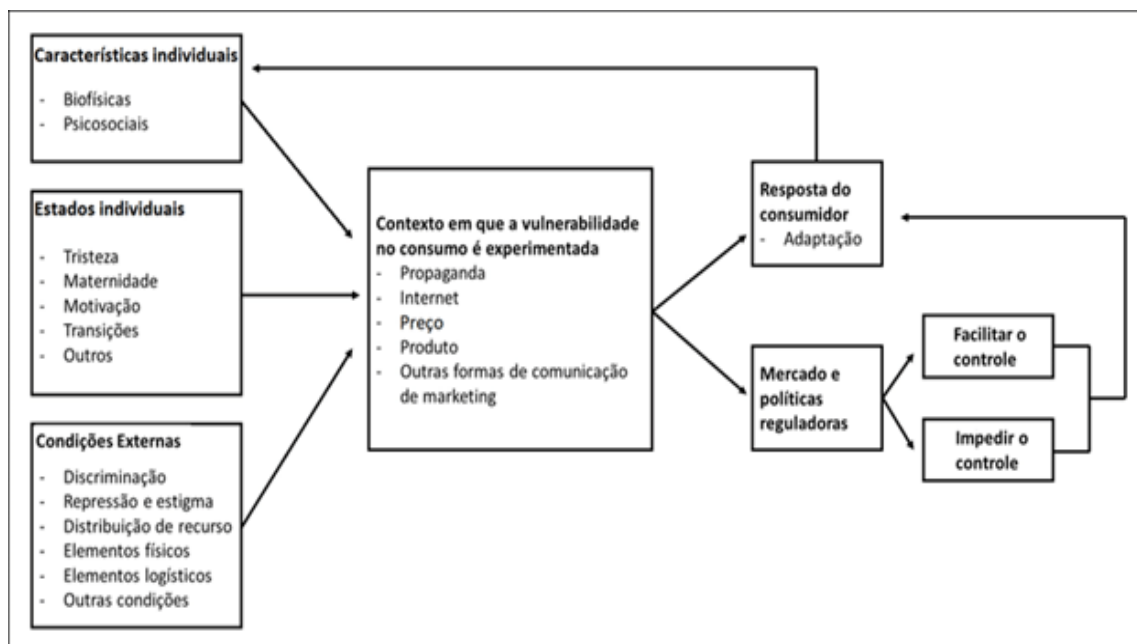 Características individuais
- Biofísicas
- Psicosociais
Estados individuais
- Tristeza
- Maternidade
- Motivação
- Transições
- Outros
Condições Externas
- Discriminação
- Repressão e estigma
- Distribuição de recurso
- Elementos físicos
- Elementos logísticos
- Outras condições
Contexto em que a vulnerabilidade
no consumo é experimentada
- Propaganda
- Internet
- Preço
- Produto
- Outras formas de comunicação
de marketing
Resposta do
consumidor
- Adaptação
Mercado e
políticas
reguladoras
Facilitar o
controle
Impedir o
controle